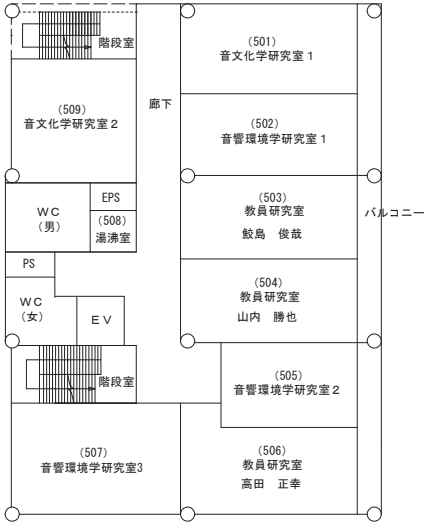 階段室
(501)
音文化学研究室1
(509)
音文化学研究室2
廊下
(502)
音響環境学研究室1
WC
(男)
EPS
(508)
湯沸室
(503)
教員研究室
鮫島 俊哉
バルコニー
PS
WC
(女)
EV
(504)
教員研究室
山内 勝也
階段室
(505)
音響環境学研究室2
(507)
音響環境学研究室3
(506)
教員研究室
高田 正幸